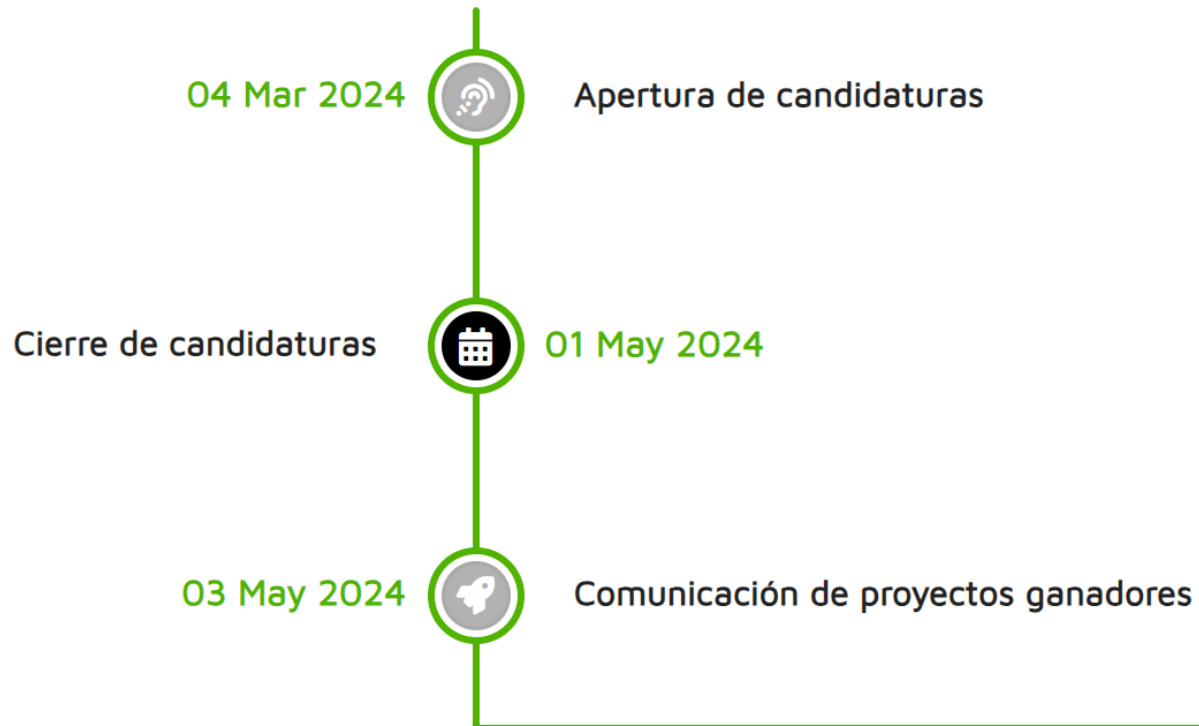 04 Mar 2024
Apertura de candidaturas
Cierre de candidaturas
01 May 2024
03 May 2024
Comunicación de proyectos ganadores